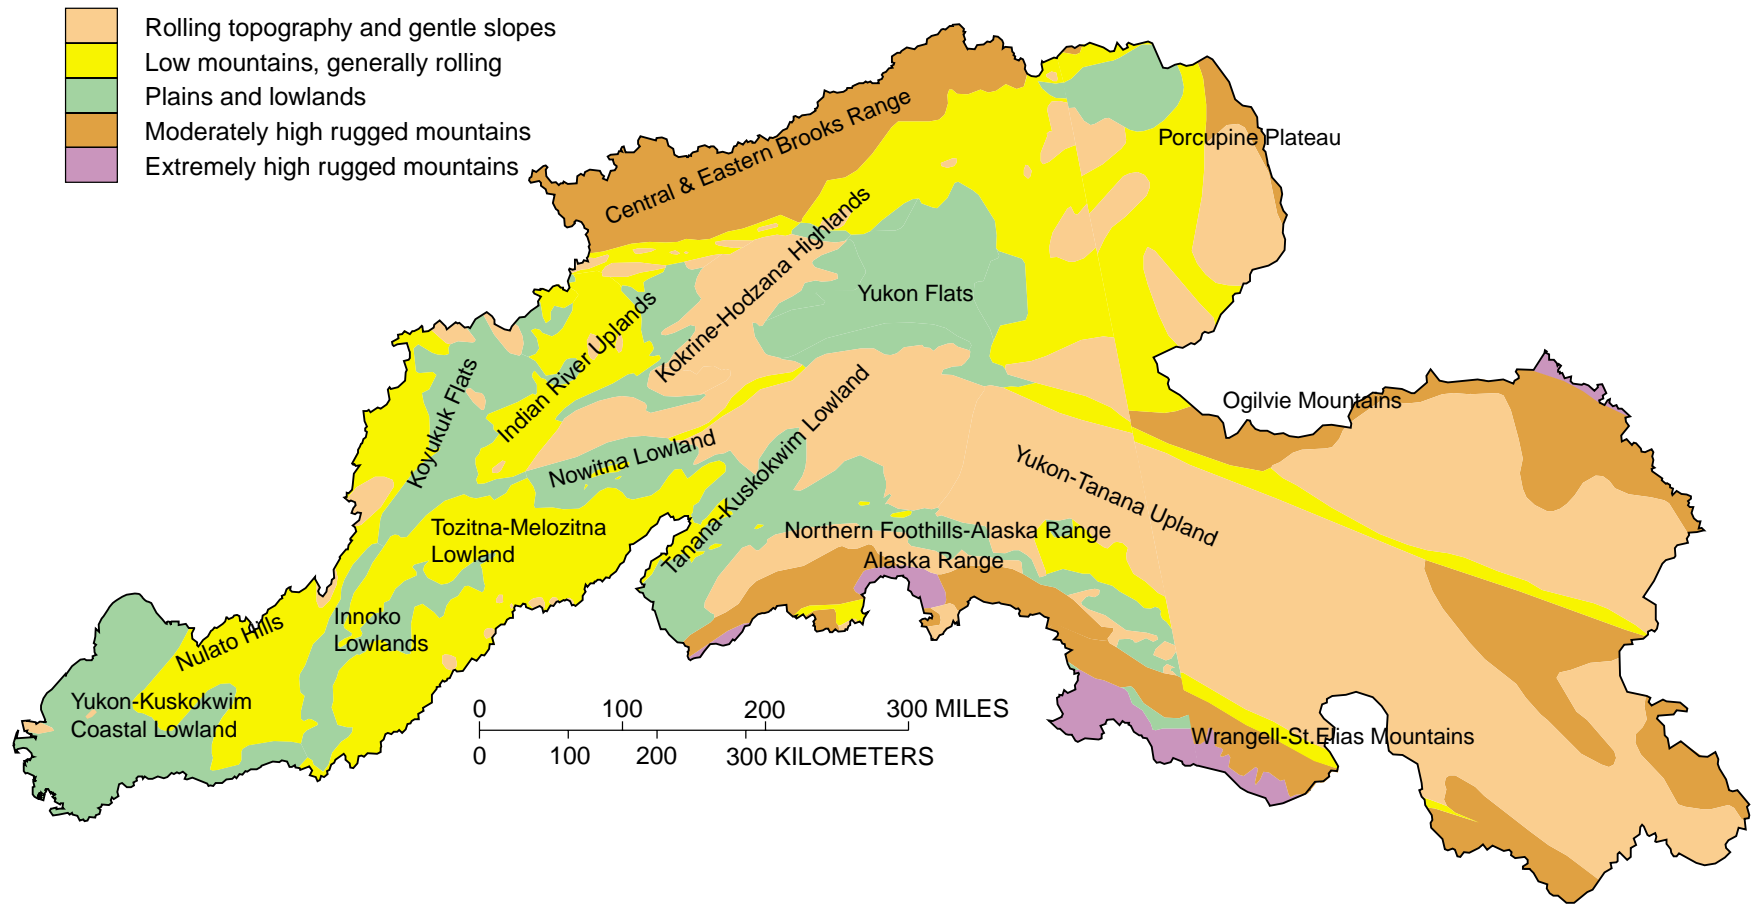 Rolling topography and gentle slopes
Low mountains, generally rolling
Plains and lowlands
Moderately high rugged mountains
Extremely high rugged mountains
Central & Eastern Brooks Range
Porcupine Plateau
Kokrine-Hodzana Highlands
Yukon Flats
Indian River Uplands
Koyukuk Flats
Ogilvie Mountains
Nowitna Lowland
Tanana-Kuskokwim Lowland
Yukon-Tanana Upland
Tozitna-Melozitna
Lowland
Northern Foothills-Alaska Range
Alaska Range
Innoko
Lowlands
Nulato Hills
Yukon-Kuskokwim
Coastal Lowland
0 100 200 300 MILES
0 100 200 300 KILOMETERS
Wrangell-St.Elias Mountains